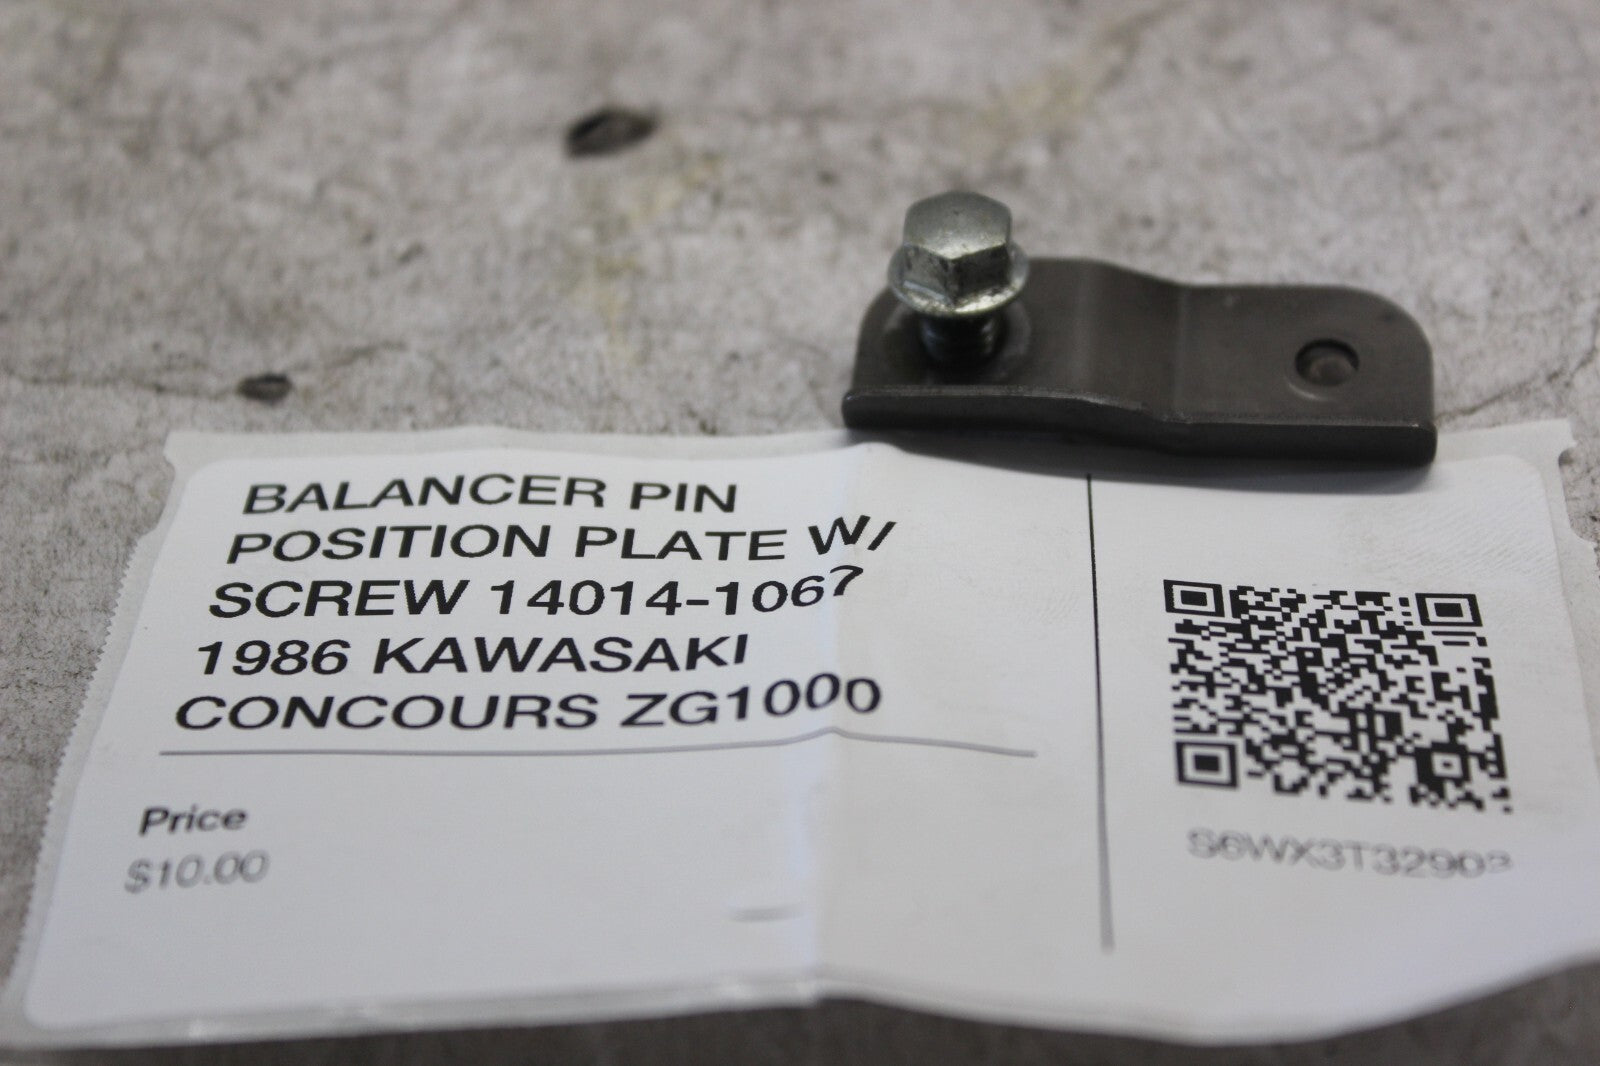 BALANCER PIN
POSITION PLATE W/
SCREW 14014-1067
1986 KAWASAKI
CONCOURS ZG1000
Price
$10.00
S6WX3T32903